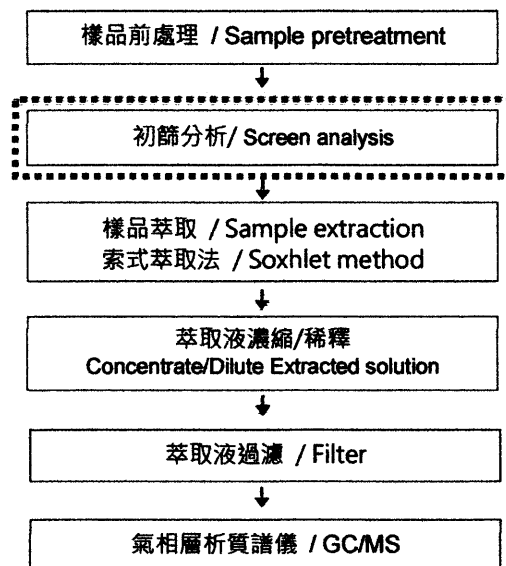 樣品前處理 / Sample pretreatment
初篩分析/ Screen analysis
樣品萃取 / Sample extraction
索式萃取法 / Soxhlet method
萃取液濃縮/稀釋
Concentrate/Dilute Extracted solution
萃取液過濾 / Filter
氣相層析質譜儀 / GC/MS